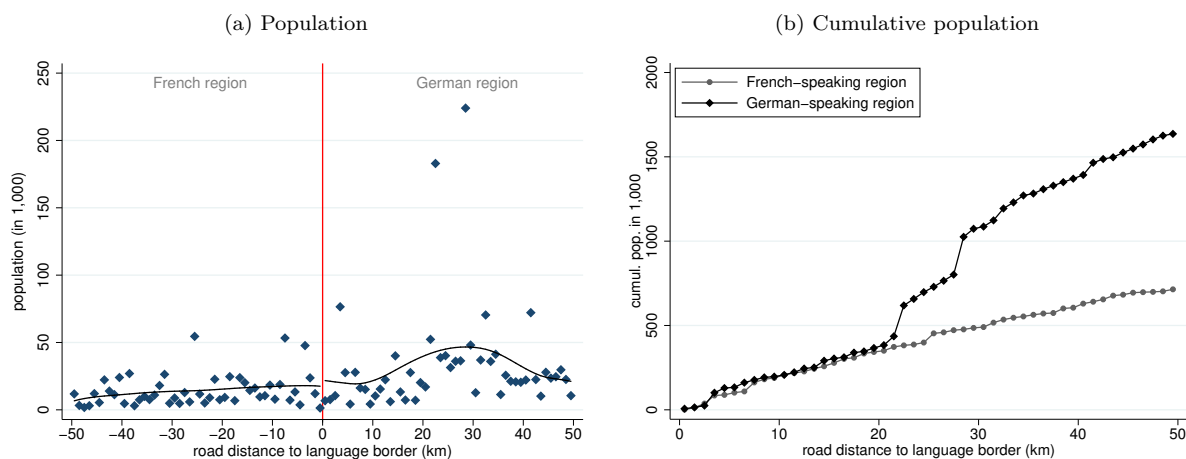 (a) Population
250
200
150
100
50
0
population (in 1,000)
French region
German region
−50 −40 −30 −20 −10 0 10 20 30 40 50
road distance to language border (km)
(b) Cumulative population
2000
1500
1000
500
0
cumul. pop. in 1,000
French−speaking region
German−speaking region
0 10 20 30 40 50
road distance to language border (km)